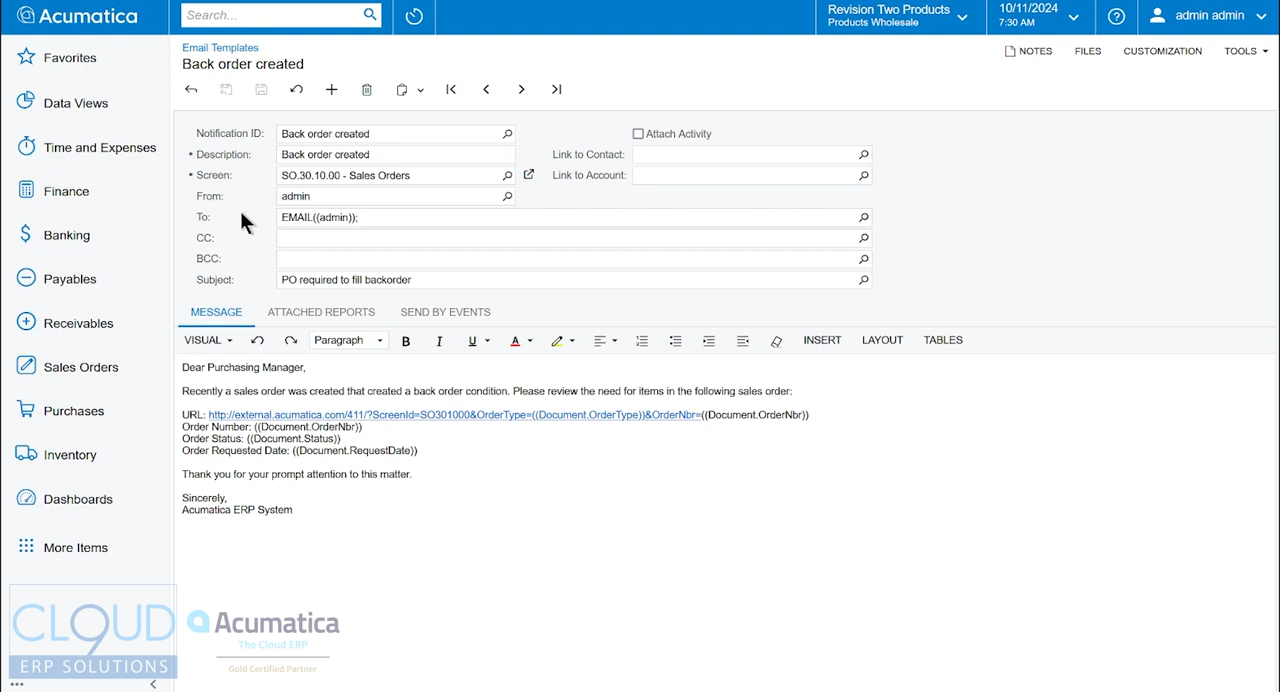 Acumatica
Search...
Revision Two Products
Products Wholesale
10/11/2024
7:30 AM
admin admin
Favorites
Data Views
Time and Expenses
Finance
Banking
Payables
Receivables
Sales Orders
Purchases
Inventory
Dashboards
More Items
Email Templates
Back order created
NOTES FILES CUSTOMIZATION TOOLS
Notification ID: Back order created
Attach Activity
* Description: Back order created
Link to Contact:
* Screen: SO.30.10.00 - Sales Orders
Link to Account:
From: admin
To: EMAIL((admin));
CC:
BCC:
Subject: PO required to fill backorder
MESSAGE ATTACHED REPORTS SEND BY EVENTS
VISUAL Paragraph B I U A INSERT LAYOUT TABLES
Dear Purchasing Manager,
Recently a sales order was created that created a back order condition. Please review the need for items in the following sales order:
URL: http://external.acumatica.com/411/?ScreenId=SO301000&OrderType=((Document.OrderType))&OrderNbr=((Document.OrderNbr))
Order Number: ((Document.OrderNbr))
Order Status: ((Document.Status))
Order Requested Date: ((Document.RequestDate))
Thank you for your prompt attention to this matter.
Sincerely,
Acumatica ERP System
CLOUD 9
ERP SOLUTIONS
Acumatica
The Cloud ERP
Gold Certified Partner